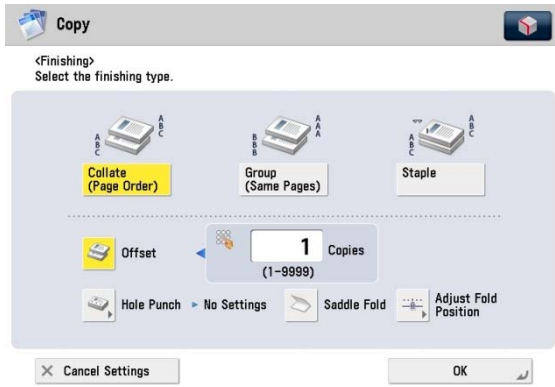 Copy
<Finishing>
Select the finishing type.
A
B
C
A
B
C
B
B
B
A
A
A
A
B
C
A
B
C
Collate
(Page Order)
Group
(Same Pages)
Staple
Offset
1 Copies
(1-9999)
Hole Punch
No Settings
Saddle Fold
Adjust Fold
Position
Cancel Settings
OK